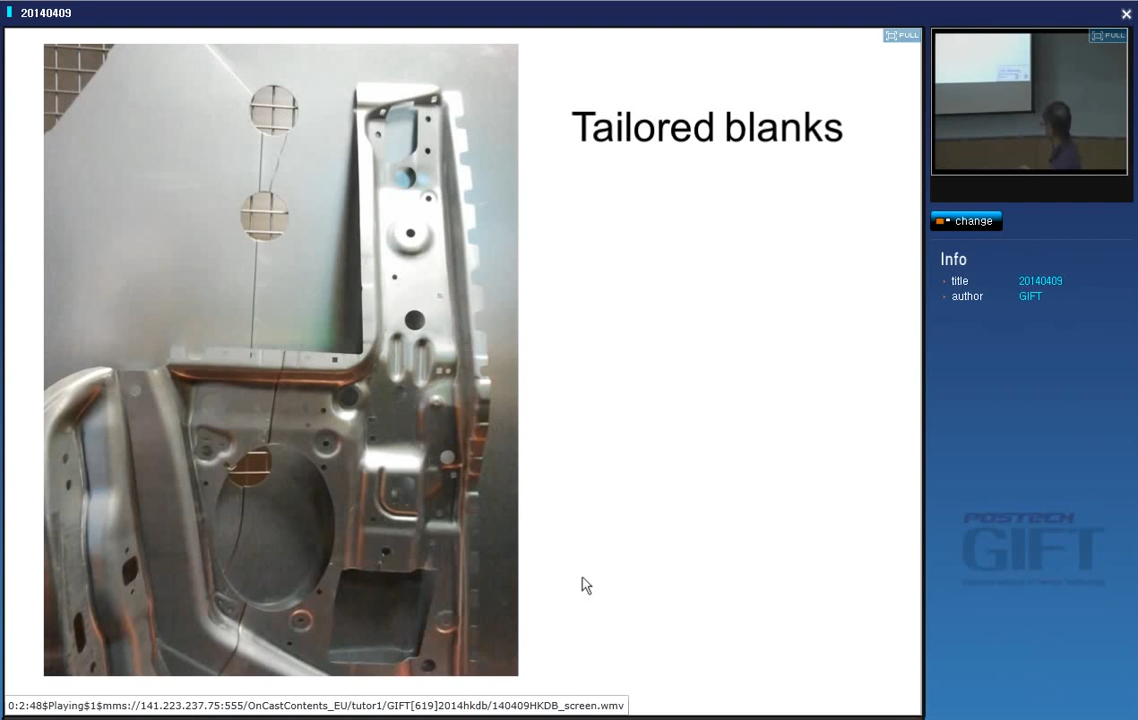 20140409
FULL
Tailored blanks
FULL
change
Info
title 20140409
author GIFT
POSTECH
GIFT
0:2:48$Playing$1$mms://141.223.237.75:555/OnCastContents_EU/tutor1/GIFT[619]2014hkdb/140409HKDB_screen.wmv